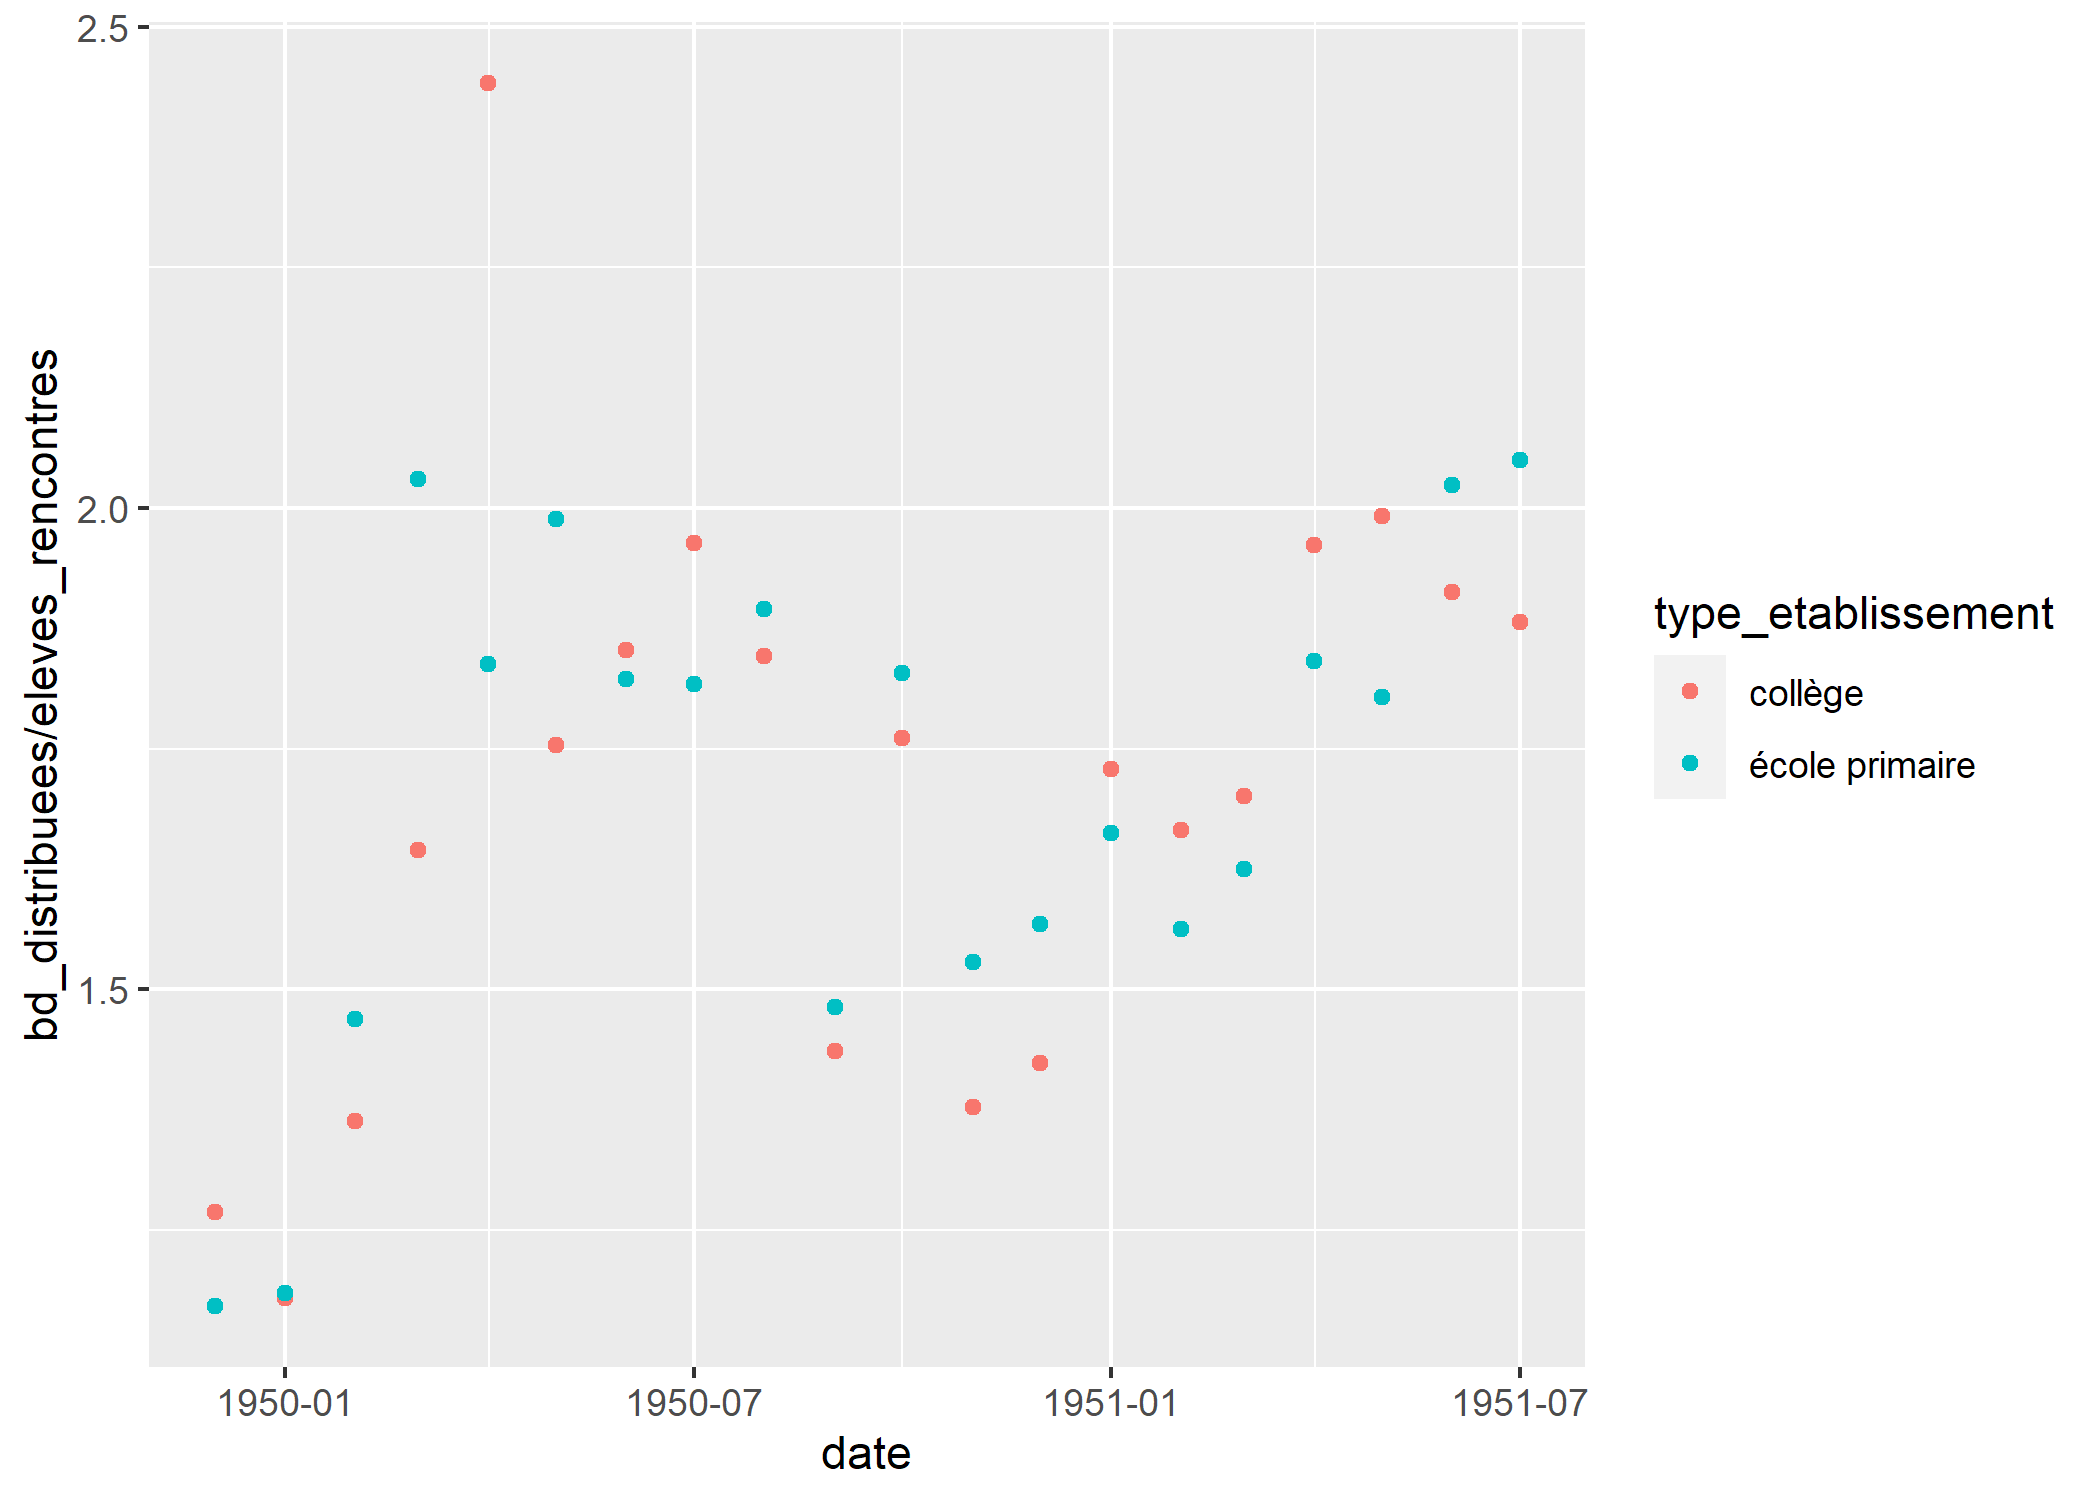 bd_distribuees/eleves_rencontres
2.5
2.0
1.5
1950-01
1950-07
1951-01
1951-07
date
type_etablissement
collège
école primaire